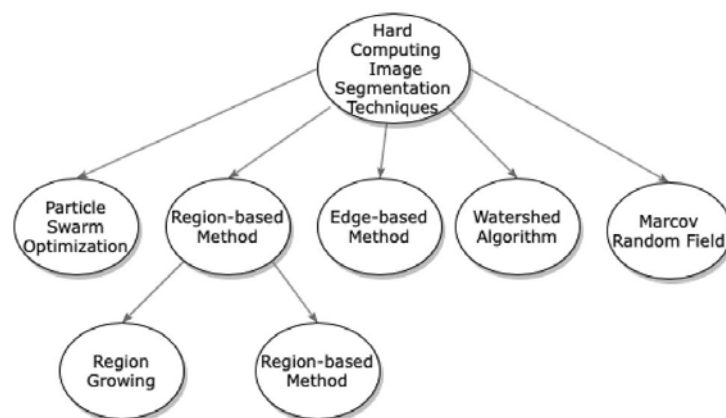 Hard
Computing
Image
Segmentation
Techniques
Particle
Swarm
Optimization
Region-based
Method
Edge-based
Method
Watershed
Algorithm
Marcov
Random Field
Region
Growing
Region-based
Method